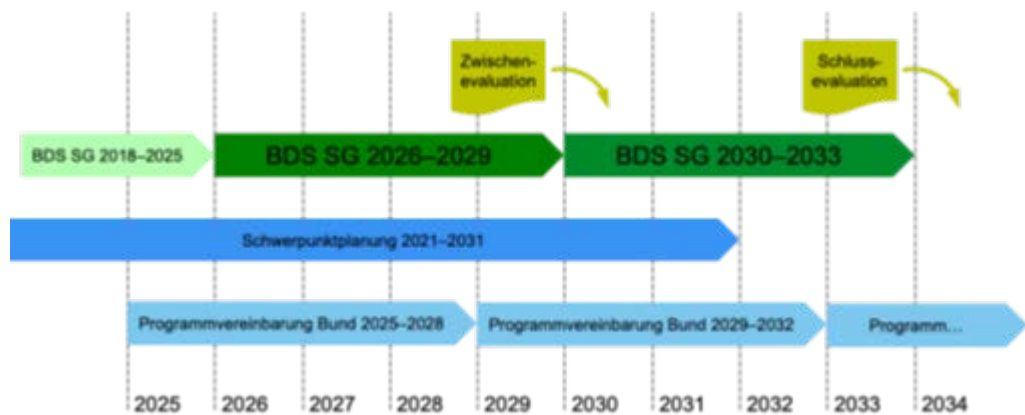 Zwischen-
evaluation
Schluss-
evaluation
BDS SG 2018–2025
BDS SG 2026–2029
BDS SG 2030–2033
Schwerpunktplanung 2021–2031
Programmvereinbarung Bund 2025–2028
Programmvereinbarung Bund 2029–2032
Programm...
2025
2026
2027
2028
2029
2030
2031
2032
2033
2034